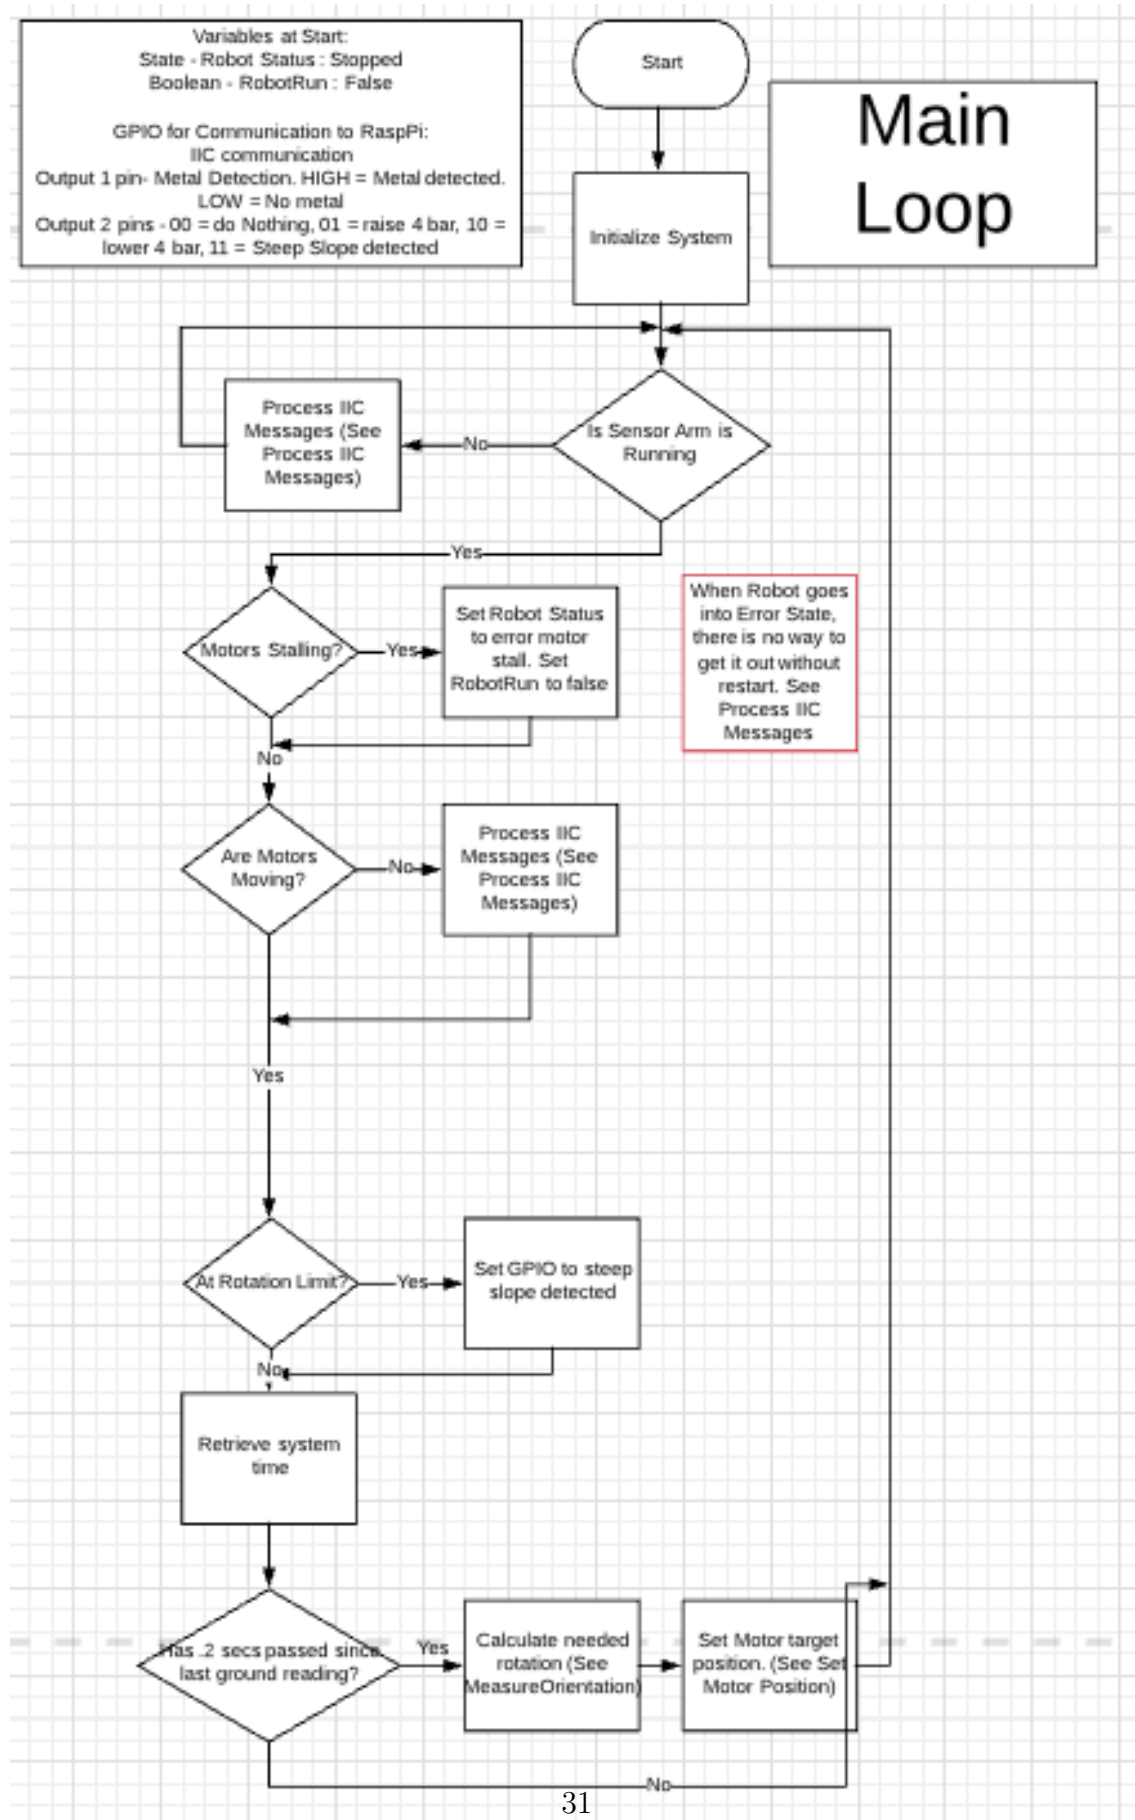 Variables at Start:
State - Robot Status : Stopped
Boolean - RobotRun : False
GPIO for Communication to RaspPi:
IIC communication
Output 1 pin- Metal Detection. HIGH = Metal detected.
LOW = No metal
Output 2 pins - 00 = do Nothing, 01 = raise 4 bar, 10 =
lower 4 bar, 11 = Steep Slope detected
Start
Main
Loop
Initialize System
Is Sensor Arm is
Running
No
Process IIC
Messages (See
Process IIC
Messages)
Yes
Motors Stalling?
Yes
Set Robot Status
to error motor
stall. Set
RobotRun to false
When Robot goes
into Error State,
there is no way to
get it out without
restart. See
Process IIC
Messages
No
Are Motors
Moving?
No
Process IIC
Messages (See
Process IIC
Messages)
Yes
At Rotation Limit?
Yes
Set GPIO to steep
slope detected
No
Retrieve system
time
Has .2 secs passed since
last ground reading?
Yes
Calculate needed
rotation (See
MeasureOrientation)
Set Motor target
position. (See Set
Motor Position)
No
31